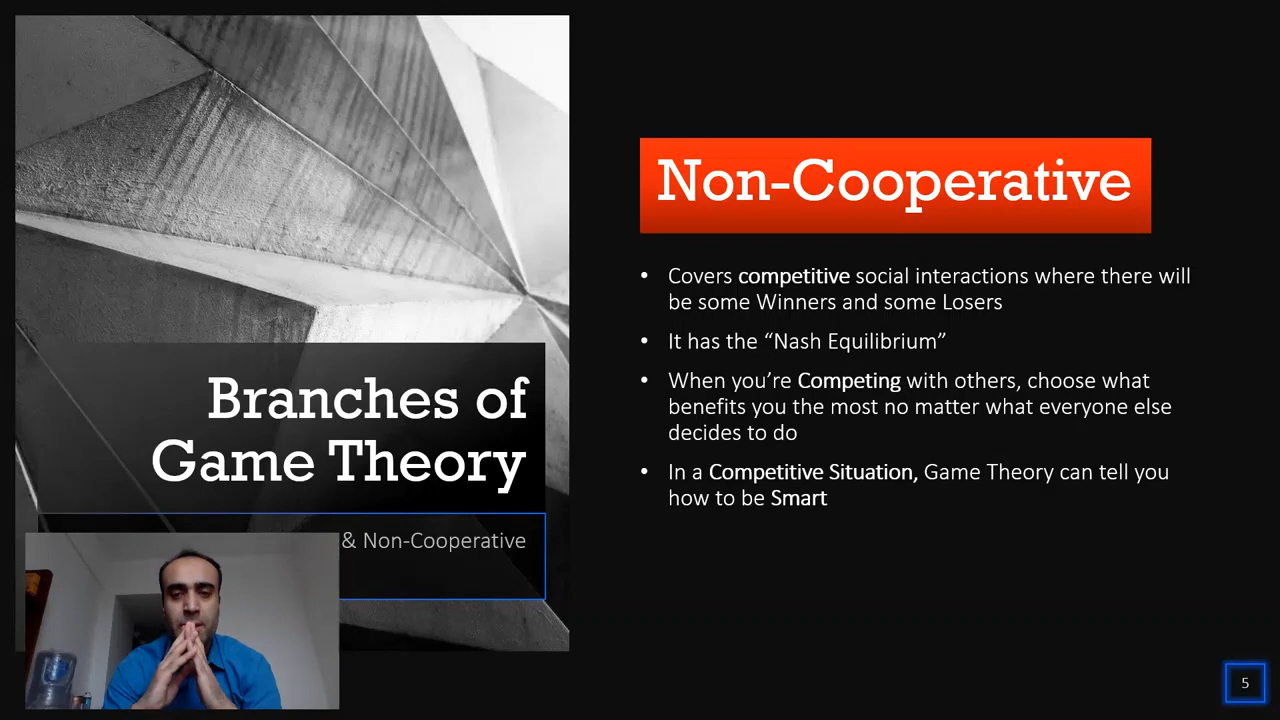 Branches of
Game Theory
& Non-Cooperative
Non-Cooperative
• Covers competitive social interactions where there will
be some Winners and some Losers
• It has the “Nash Equilibrium”
• When you’re Competing with others, choose what
benefits you the most no matter what everyone else
decides to do
• In a Competitive Situation, Game Theory can tell you
how to be Smart
5